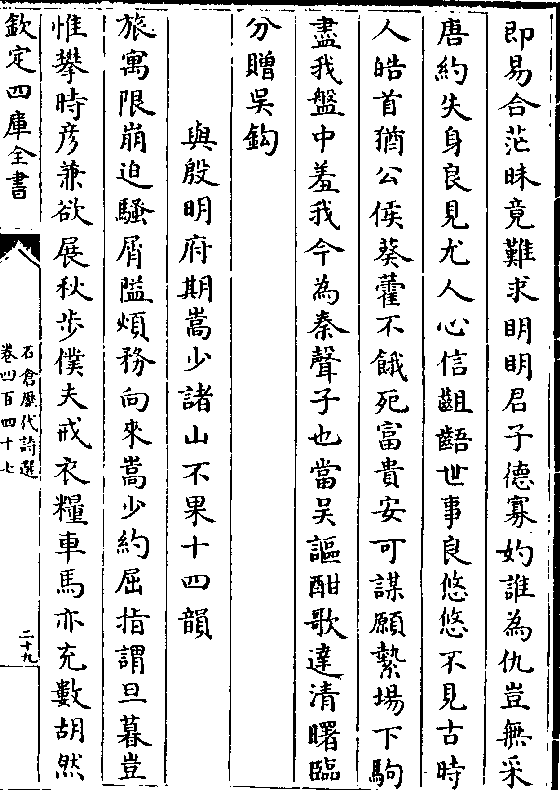 即易合茫昧竟難求明明君子德寡妁誰為仇豈無采
唐約失身良見尤人心信齟齬世事良悠悠不見古時
人皓首猶公侯葵藿不餓死富貴安可謀願縶場下駒
盡我盤中羞我今為秦聲子也當吳謳酣歌達清曙臨
分贈吳鈎
與殷明府期嵩少諸山不果十四韻
旅寓限崩迫騷屑隘煩務向來嵩少約屈指謂旦暮豈
惟攀時彦兼欲展秋步僕夫戒衣糧車馬亦充數胡然
欽定四庫全書
石倉歷代詩選
卷四百四十七
二十九